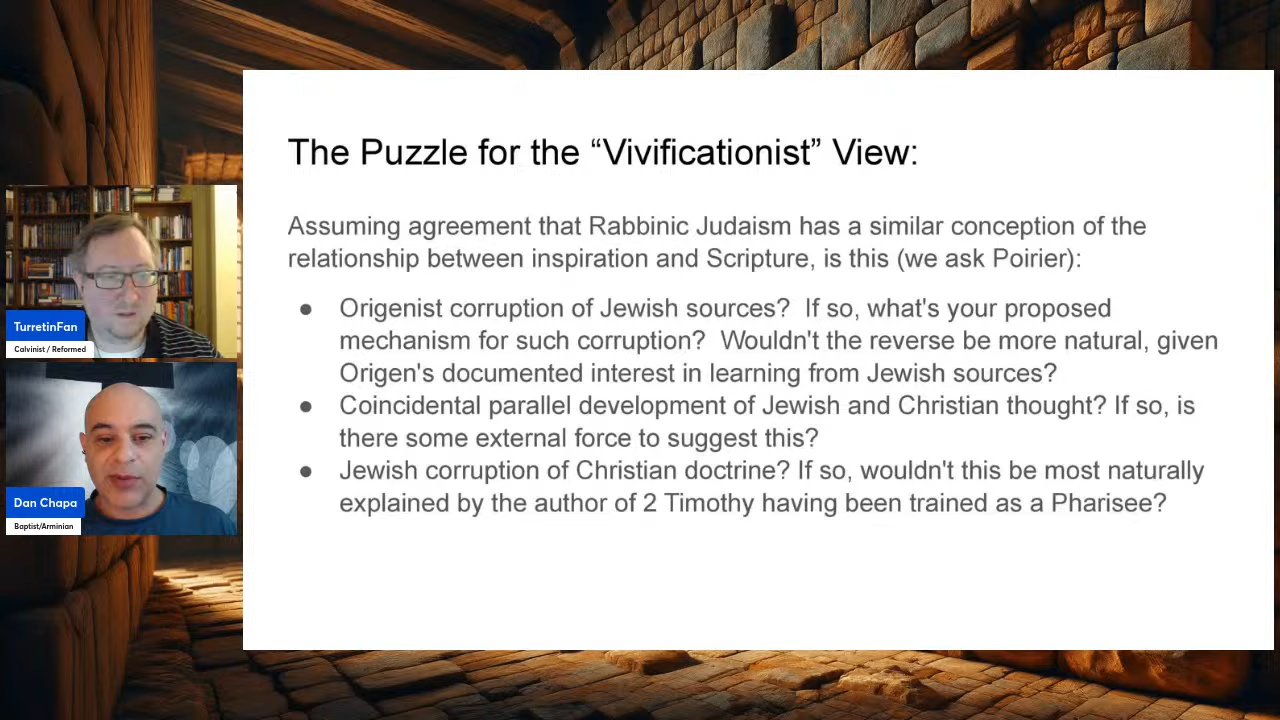 The Puzzle for the “Vivificationist” View:
Assuming agreement that Rabbinic Judaism has a similar conception of the
relationship between inspiration and Scripture, is this (we ask Poirier):
● Origenist corruption of Jewish sources?  If so, what's your proposed
mechanism for such corruption?  Wouldn't the reverse be more natural, given
Origen's documented interest in learning from Jewish sources?
● Coincidental parallel development of Jewish and Christian thought? If so, is
there some external force to suggest this?
● Jewish corruption of Christian doctrine? If so, wouldn't this be most naturally
explained by the author of 2 Timothy having been trained as a Pharisee?
TurretinFan
Calvinist / Reformed
Dan Chapa
Baptist/Arminian